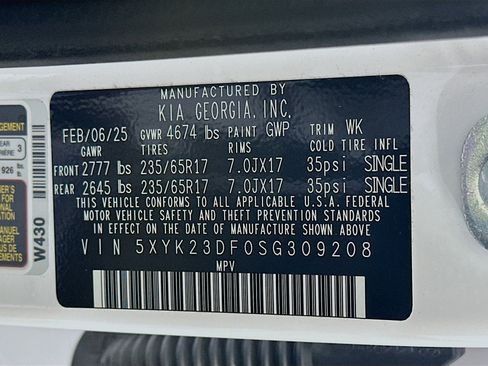 MANUFACTURED BY
KIA GEORGIA, INC.
FEB/06/25 GVWR 4674 lbs PAINT GWP TRIM WK
GAWR TIRES RIMS COLD TIRE INFL
FRONT 2777 lbs 235/65R17 7.0JX17 35psi SINGLE
REAR 2645 lbs 235/65R17 7.0JX17 35psi SINGLE
THIS VEHICLE CONFORMS TO ALL APPLICABLE U.S.A FEDERAL
MOTOR VEHICLE SAFETY AND THEFT PREVENTION STANDARDS
IN EFFECT ON THE DATE OF MANUFACTURE SHOWN ABOVE
VIN 5XYK23DF0SG309208
MPV
W430
3
926